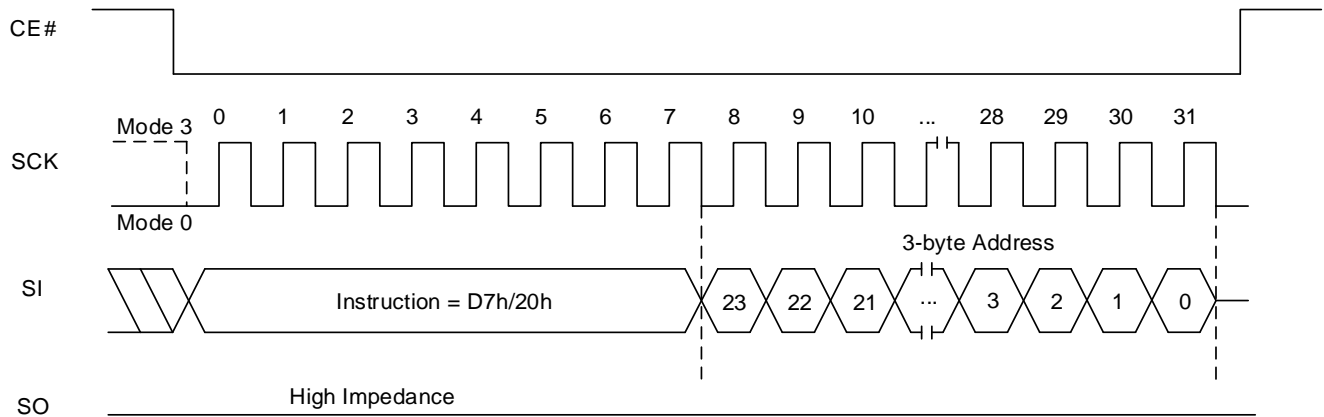 CE#
0 1 2 3 4 5 6 7 8 9 10 ... 28 29 30 31
Mode 3
SCK
Mode 0
3-byte Address
SI
Instruction = D7h/20h 23 22 21 ... 3 2 1 0
High Impedance
SO